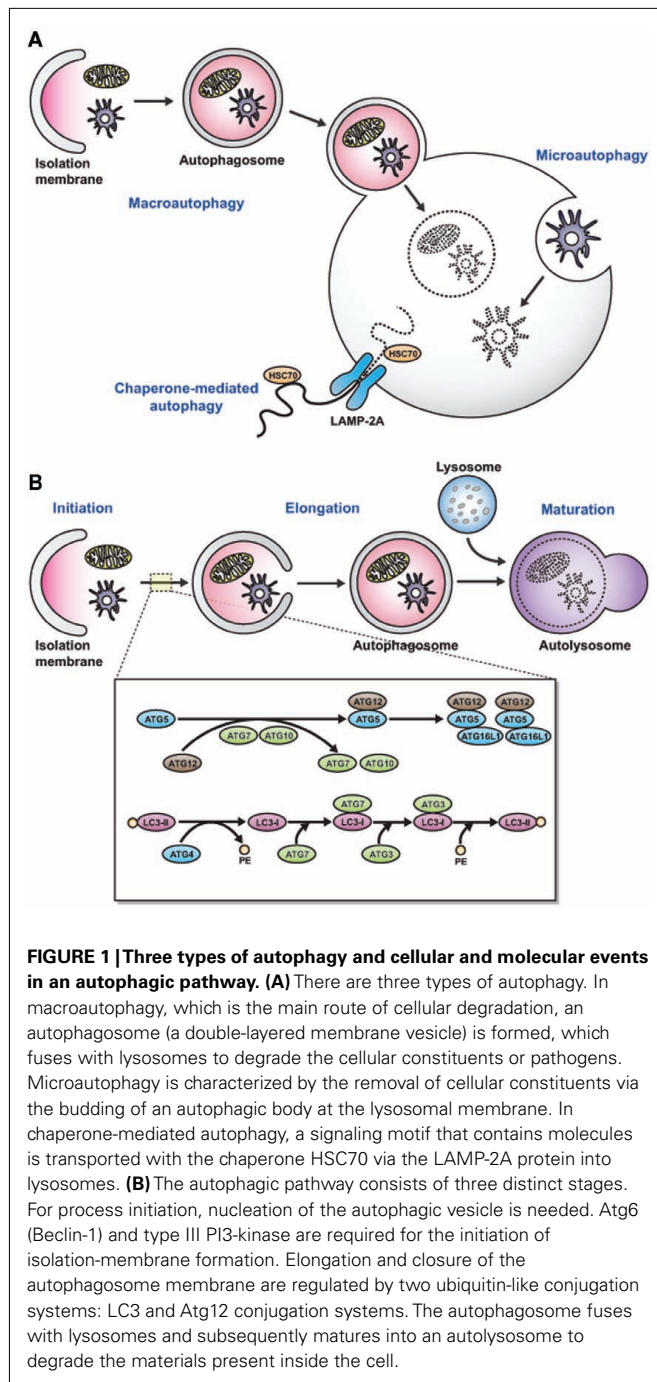 A
Isolation
membrane
Autophagosome
Macroautophagy
Microautophagy
HSC70
HSC70
Chaperone-mediated
autophagy
LAMP-2A
B
Initiation
Elongation
Lysosome
Maturation
Isolation
membrane
Autophagosome
Autolysosome
ATG5
ATG12
ATG7
ATG10
ATG12
ATG5
ATG7
ATG10
ATG12
ATG5
ATG16L1
ATG12
ATG5
ATG16L1
LC3-II
ATG4
PE
LC3-I
ATG7
ATG7
LC3-I
ATG3
ATG3
LC3-I
PE
LC3-II
FIGURE 1 | Three types of autophagy and cellular and molecular events
in an autophagic pathway. (A) There are three types of autophagy. In
macroautophagy, which is the main route of cellular degradation, an
autophagosome (a double-layered membrane vesicle) is formed, which
fuses with lysosomes to degrade the cellular constituents or pathogens.
Microautophagy is characterized by the removal of cellular constituents via
the budding of an autophagic body at the lysosomal membrane. In
chaperone-mediated autophagy, a signaling motif that contains molecules
is transported with the chaperone HSC70 via the LAMP-2A protein into
lysosomes. (B) The autophagic pathway consists of three distinct stages.
For process initiation, nucleation of the autophagic vesicle is needed. Atg6
(Beclin-1) and type III PI3-kinase are required for the initiation of
isolation-membrane formation. Elongation and closure of the
autophagosome membrane are regulated by two ubiquitin-like conjugation
systems: LC3 and Atg12 conjugation systems. The autophagosome fuses
with lysosomes and subsequently matures into an autolysosome to
degrade the materials present inside the cell.